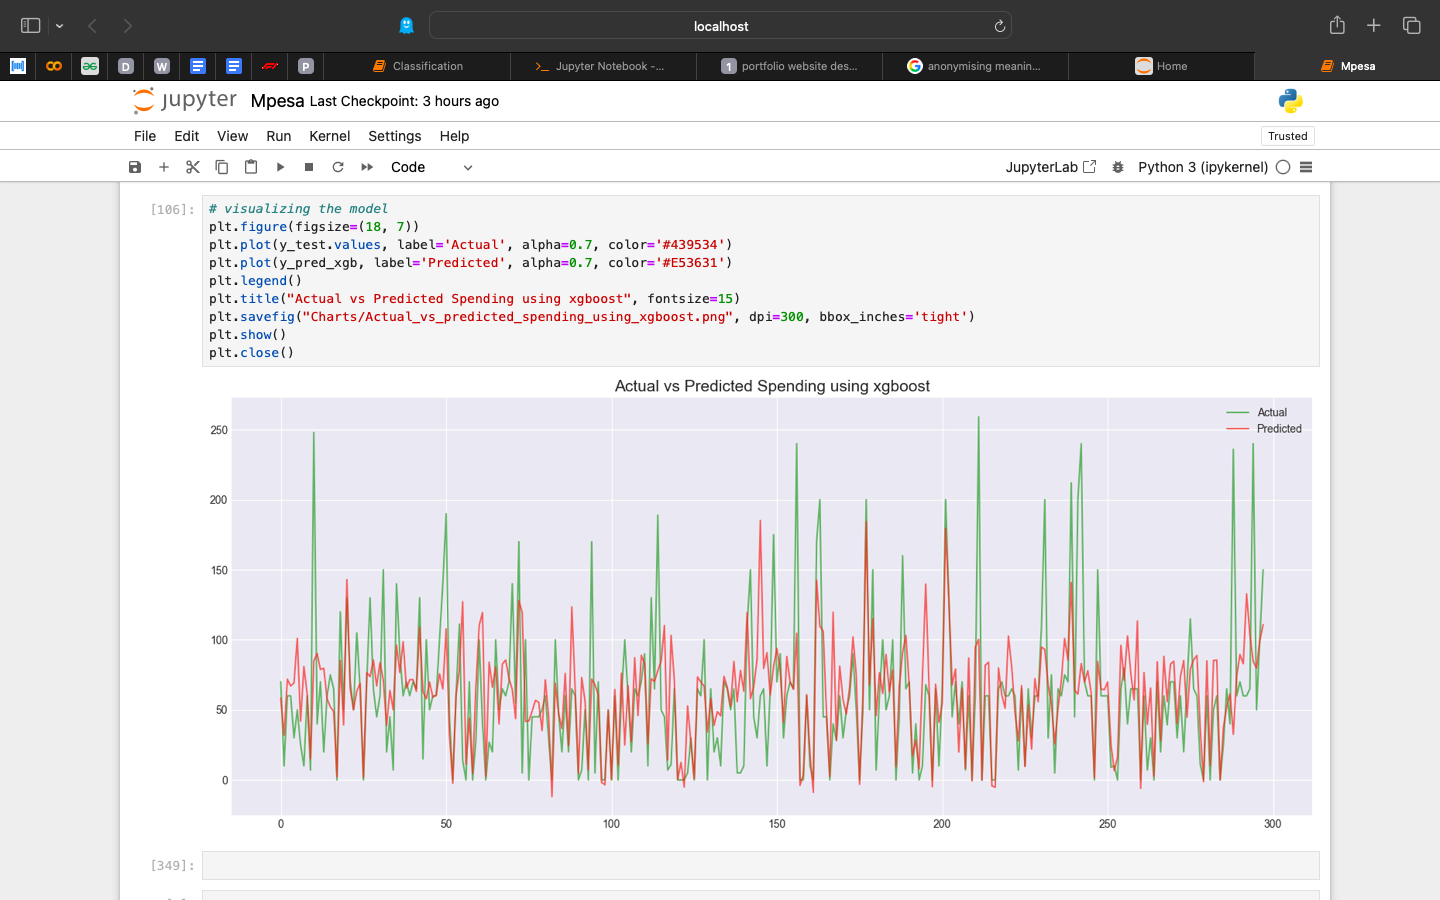 localhost
D
W
P
Classification
Jupyter Notebook -...
1 portfolio website des...
anonymising meanin...
Home
Mpesa
jupyter Mpesa Last Checkpoint: 3 hours ago
File Edit View Run Kernel Settings Help
Trusted
Code
JupyterLab
Python 3 (ipykernel)
[106]:
# visualizing the model
plt.figure(figsize=(18, 7))
plt.plot(y_test.values, label='Actual', alpha=0.7, color='#439534')
plt.plot(y_pred_xgb, label='Predicted', alpha=0.7, color='#E53631')
plt.legend()
plt.title("Actual vs Predicted Spending using xgboost", fontsize=15)
plt.savefig("Charts/Actual_vs_predicted_spending_using_xgboost.png", dpi=300, bbox_inches='tight')
plt.show()
plt.close()
Actual vs Predicted Spending using xgboost
Actual
Predicted
250
200
150
100
50
0
0 50 100 150 200 250 300
[349]: